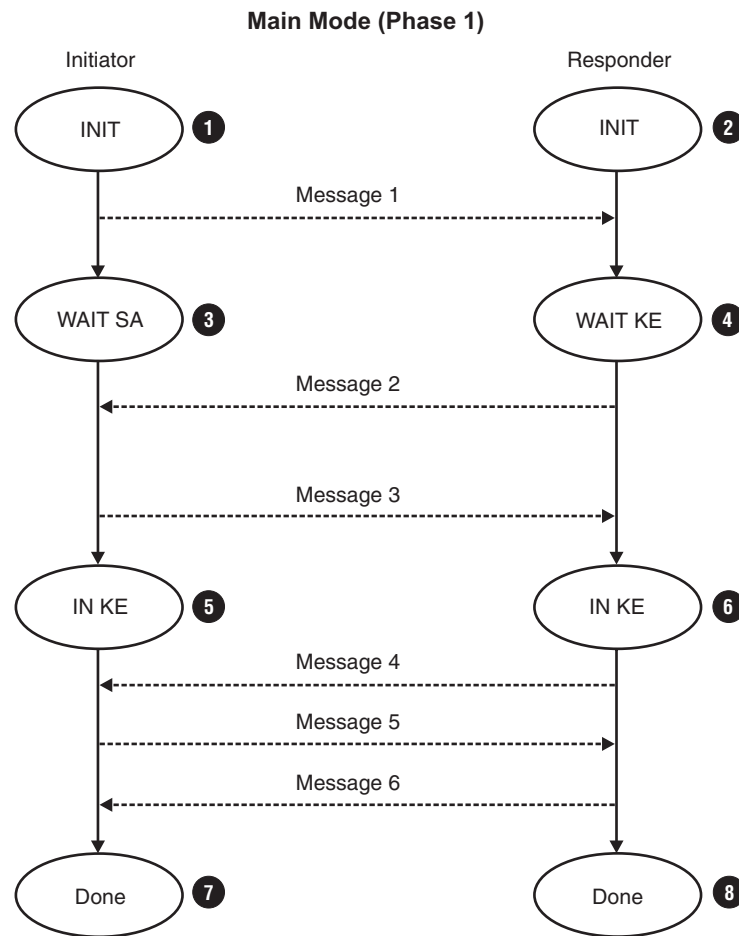 Main Mode (Phase 1)
Initiator Responder
INIT 1 INIT 2
Message 1
WAIT SA 3 WAIT KE 4
Message 2
Message 3
IN KE 5 IN KE 6
Message 4
Message 5
Message 6
Done 7 Done 8